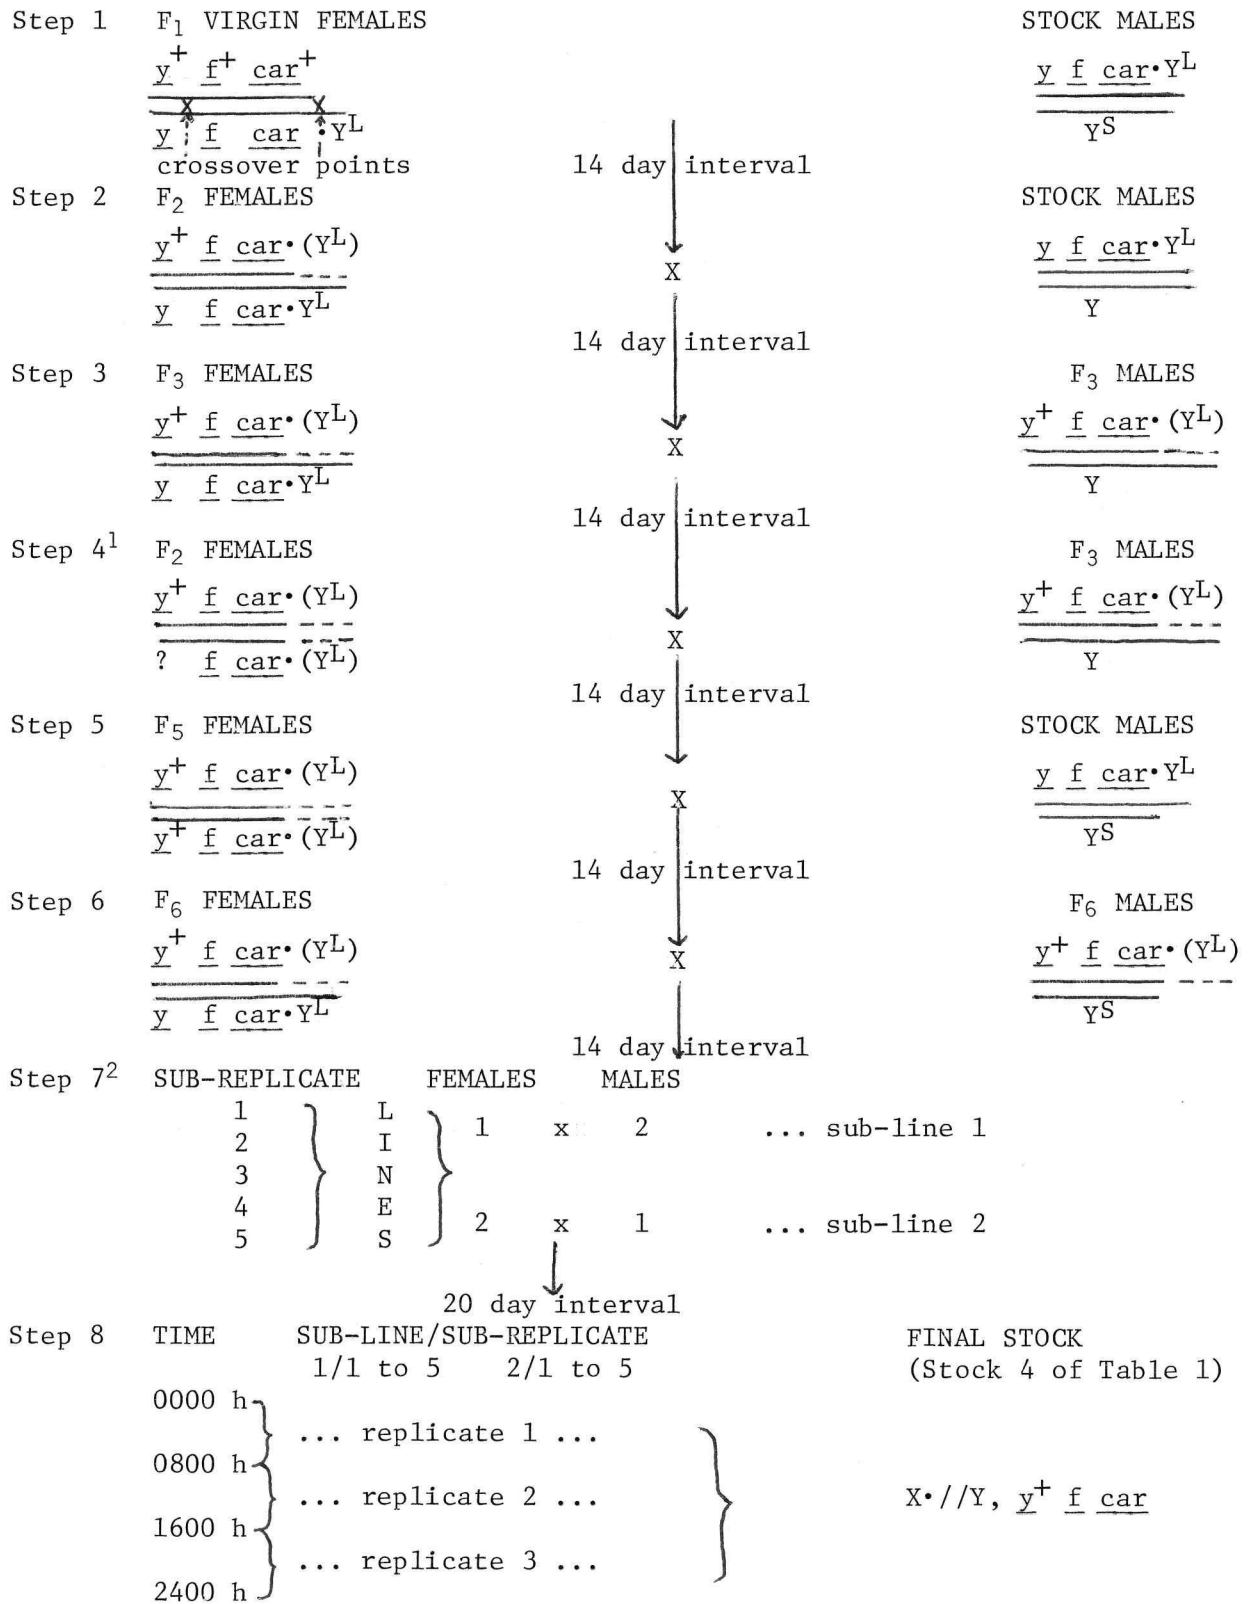 Step 1 F₁ VIRGIN FEMALES STOCK MALES
y⁺ f⁺ car⁺ y f car·Yᴸ
X X
y f car ·Yᴸ Yˢ
crossover points
14 day interval
Step 2 F₂ FEMALES STOCK MALES
y⁺ f car·(Yᴸ) y f car·Yᴸ
X
y f car·Yᴸ Y
14 day interval
Step 3 F₃ FEMALES F₃ MALES
y⁺ f car·(Yᴸ) y⁺ f car·(Yᴸ)
X
y f car·Yᴸ Y
14 day interval
Step 4¹ F₂ FEMALES F₃ MALES
y⁺ f car·(Yᴸ) y⁺ f car·(Yᴸ)
X
? f car·(Yᴸ) Y
14 day interval
Step 5 F₅ FEMALES STOCK MALES
y⁺ f car·(Yᴸ) y f car·Yᴸ
X
y⁺ f car·(Yᴸ) Yˢ
14 day interval
Step 6 F₆ FEMALES F₆ MALES
y⁺ f car·(Yᴸ) y⁺ f car·(Yᴸ)
X
y f car·Yᴸ Yˢ
14 day interval
Step 7² SUB-REPLICATE FEMALES MALES
1 L
1 x 2 ... sub-line 1
2 I
3 N
4 E
2 x 1 ... sub-line 2
5 S
20 day interval
Step 8 TIME SUB-LINE/SUB-REPLICATE FINAL STOCK
1/1 to 5 2/1 to 5 (Stock 4 of Table 1)
0000 h
... replicate 1 ...
0800 h
... replicate 2 ... X·//Y, y⁺ f car
1600 h
... replicate 3 ...
2400 h